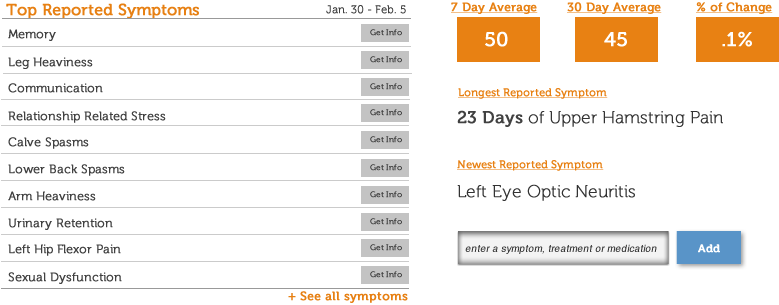 Top Reported Symptoms Jan. 30 - Feb. 5
Memory Get Info
Leg Heaviness Get Info
Communication Get Info
Relationship Related Stress Get Info
Calve Spasms Get Info
Lower Back Spasms Get Info
Arm Heaviness Get Info
Urinary Retention Get Info
Left Hip Flexor Pain Get Info
Sexual Dysfunction Get Info
+ See all symptoms
7 Day Average 30 Day Average % of Change
50 45 .1%
Longest Reported Symptom
23 Days of Upper Hamstring Pain
Newest Reported Symptom
Left Eye Optic Neuritis
enter a symptom, treatment or medication Add